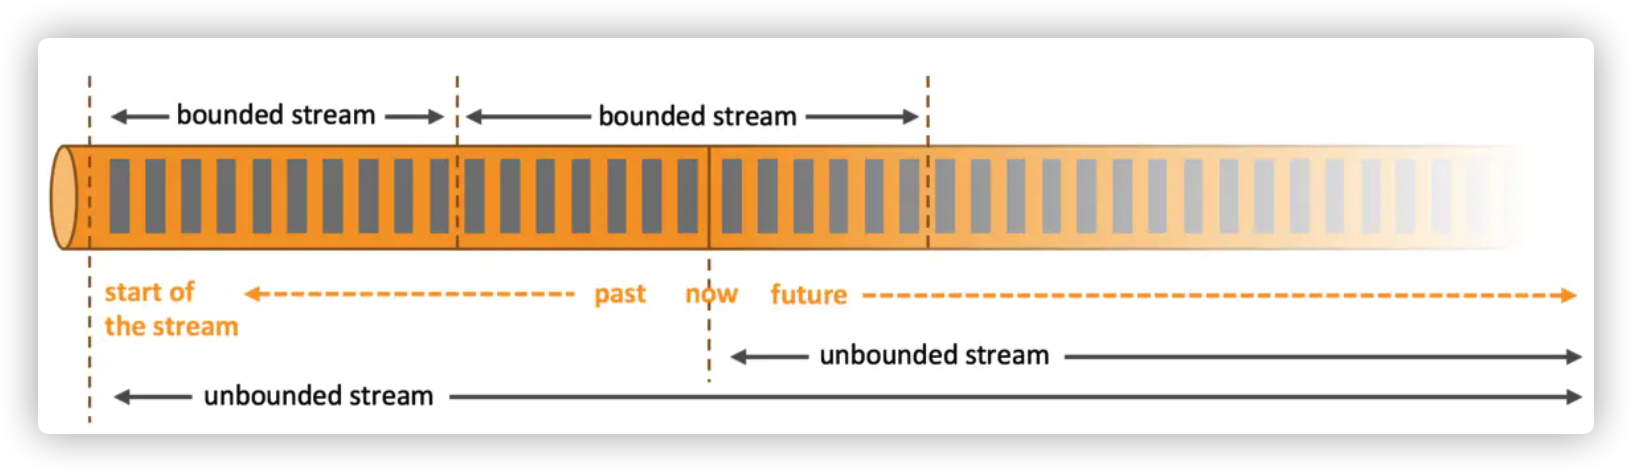 bounded stream
bounded stream
start of
the stream
past
now
future
unbounded stream
unbounded stream